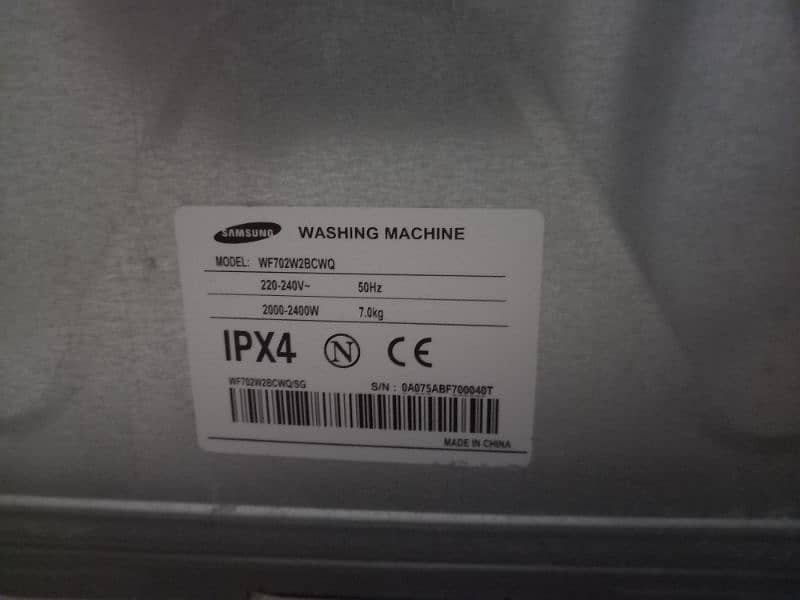 SAMSUNG WASHING MACHINE
MODEL: WF702W2BCWQ
220-240V~ 50Hz
2000-2400W 7.0kg
IPX4 N CE
WF702W2BCWQ/SG S/N : 0A075ABF700040T
MADE IN CHINA